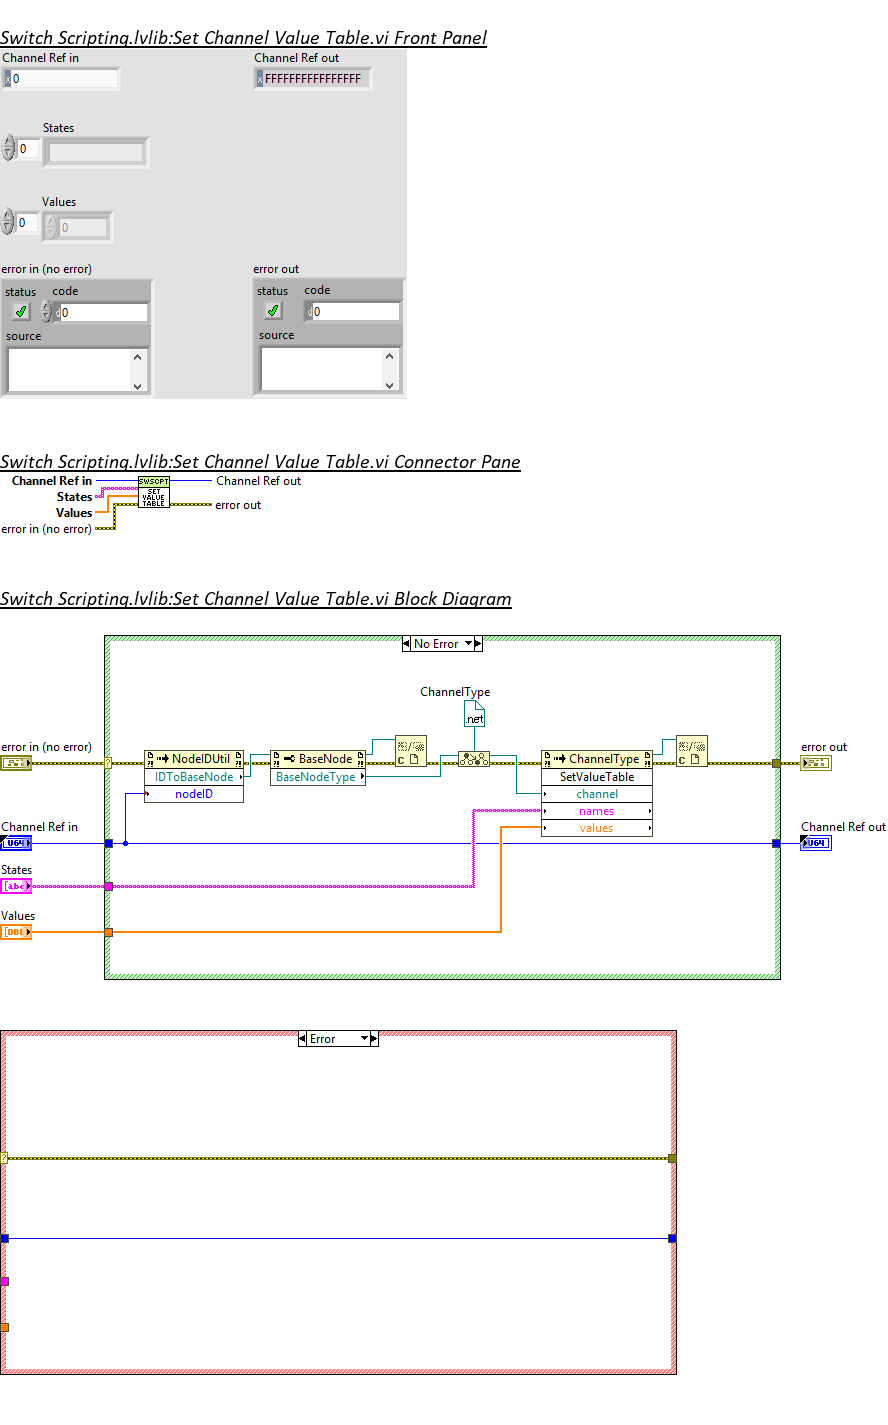 Switch Scripting.lvlib:Set Channel Value Table.vi Front Panel
Channel Ref in
Channel Ref out
x 0
x FFFFFFFFFFFFFFFF
States
0
Values
0
0
error in (no error)
error out
status code
status code
0
d 0
source
source
Switch Scripting.lvlib:Set Channel Value Table.vi Connector Pane
Channel Ref in
SWSCPT
Channel Ref out
States
SET
VALUE
TABLE
error out
Values
error in (no error)
Switch Scripting.lvlib:Set Channel Value Table.vi Block Diagram
No Error
ChannelType
.net
error in (no error)
NodeIDUtil
IDToBaseNode
nodeID
BaseNode
BaseNodeType
C
ChannelType
SetValueTable
channel
names
values
C
error out
Channel Ref in
U64
Channel Ref out
U64
States
abc
Values
DBL
Error